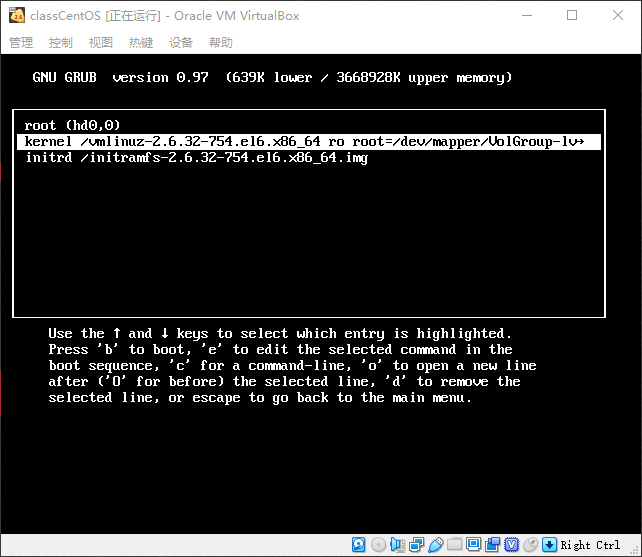 classCentOS [正在运行] - Oracle VM VirtualBox
管理 控制 视图 热键 设备 帮助
GNU GRUB version 0.97 (639K lower / 3668928K upper memory)
root (hd0,0)
kernel /vmlinuz-2.6.32-754.el6.x86_64 ro root=/dev/mapper/VolGroup-lv→
initrd /initramfs-2.6.32-754.el6.x86_64.img
Use the ↑ and ↓ keys to select which entry is highlighted.
Press 'b' to boot, 'e' to edit the selected command in the
boot sequence, 'c' for a command-line, 'o' to open a new line
after ('O' for before) the selected line, 'd' to remove the
selected line, or escape to go back to the main menu.
Right Ctrl